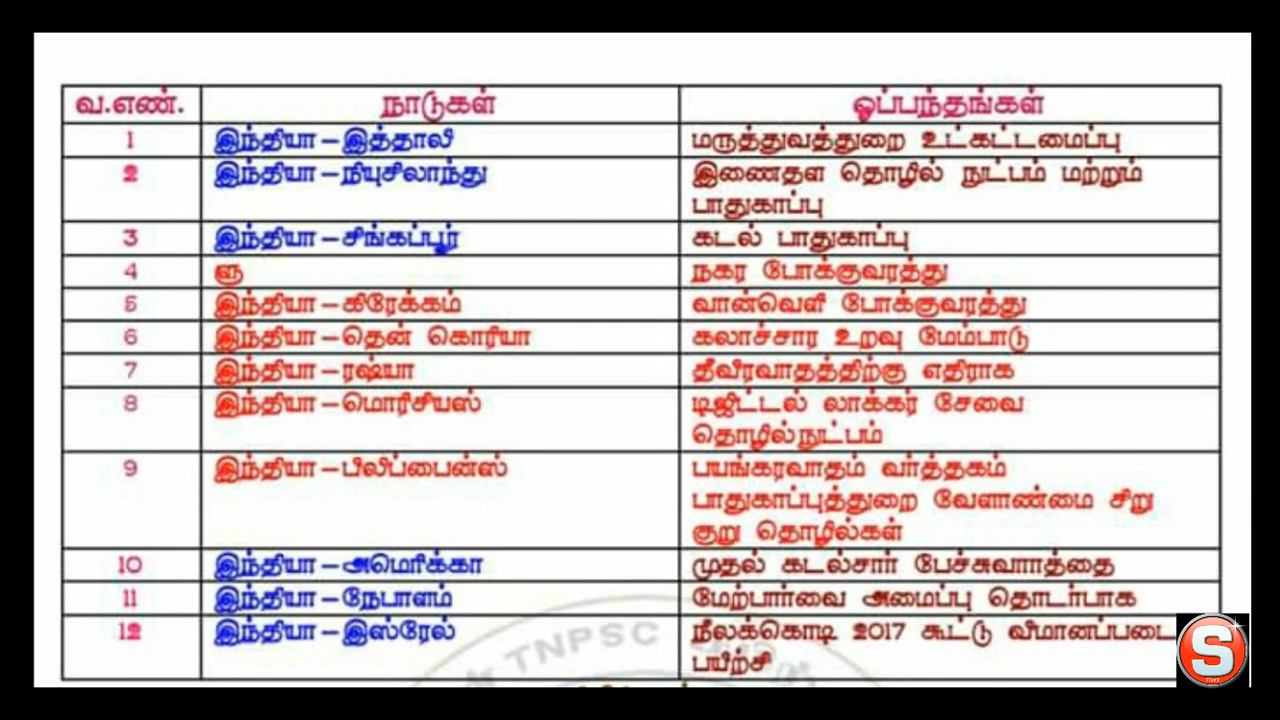 வ.எண். நாடுகள் ஒப்பந்தங்கள்
1 இந்தியா – இத்தாலி மருத்துவத்துறை உட்கட்டமைப்பு
2 இந்தியா – நியுசிலாந்து இணைதள தொழில் நுட்பம் மற்றும்
பாதுகாப்பு
3 இந்தியா – சிங்கப்பூர் கடல் பாதுகாப்பு
4 ளு நகர போக்குவரத்து
5 இந்தியா – கிரேக்கம் வான்வெளி போக்குவரத்து
6 இந்தியா – தென் கொரியா கலாச்சார உறவு மேம்பாடு
7 இந்தியா – ரஷ்யா தீவிரவாதத்திற்கு எதிராக
8 இந்தியா – மொரிசியஸ் டிஜிட்டல் லாக்கர் சேவை
தொழில்நுட்பம்
9 இந்தியா – பிலிப்பைன்ஸ் பயங்கரவாதம் வர்த்தகம்
பாதுகாப்புத்துறை வேளாண்மை சிறு
குறு தொழில்கள்
10 இந்தியா – அமெரிக்கா முதல் கடல்சார் பேச்சுவாரத்தை
11 இந்தியா – நேபாளம் மேற்பார்வை அமைப்பு தொடர்பாக
12 இந்தியா – இஸ்ரேல் நீலக்கொடி 2017 கூட்டு விமானப்படை
பயிற்சி
TNPSC
S